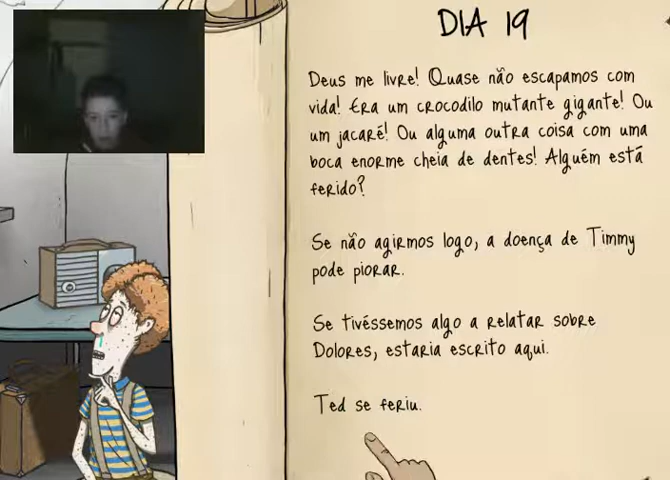 DIA 19
Deus me livre! Quase não escapamos com
vida! Era um crocodilo mutante gigante! Ou
um jacaré! Ou alguma outra coisa com uma
boca enorme cheia de dentes! Alguém está
ferido?
Se não agirmos logo, a doença de Timmy
pode piorar.
Se tivéssemos algo a relatar sobre
Dolores, estaria escrito aqui.
Ted se feriu.